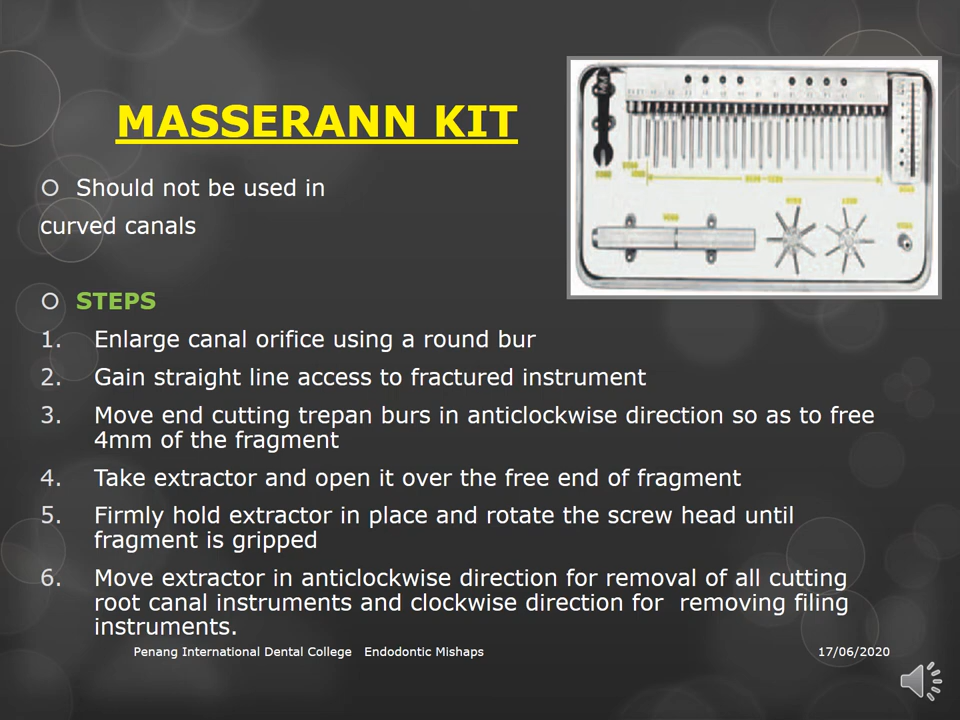 MASSERANN KIT
Should not be used in
curved canals
STEPS
1. Enlarge canal orifice using a round bur
2. Gain straight line access to fractured instrument
3. Move end cutting trepan burs in anticlockwise direction so as to free
4mm of the fragment
4. Take extractor and open it over the free end of fragment
5. Firmly hold extractor in place and rotate the screw head until
fragment is gripped
6. Move extractor in anticlockwise direction for removal of all cutting
root canal instruments and clockwise direction for removing filing
instruments.
Penang International Dental College Endodontic Mishaps 17/06/2020